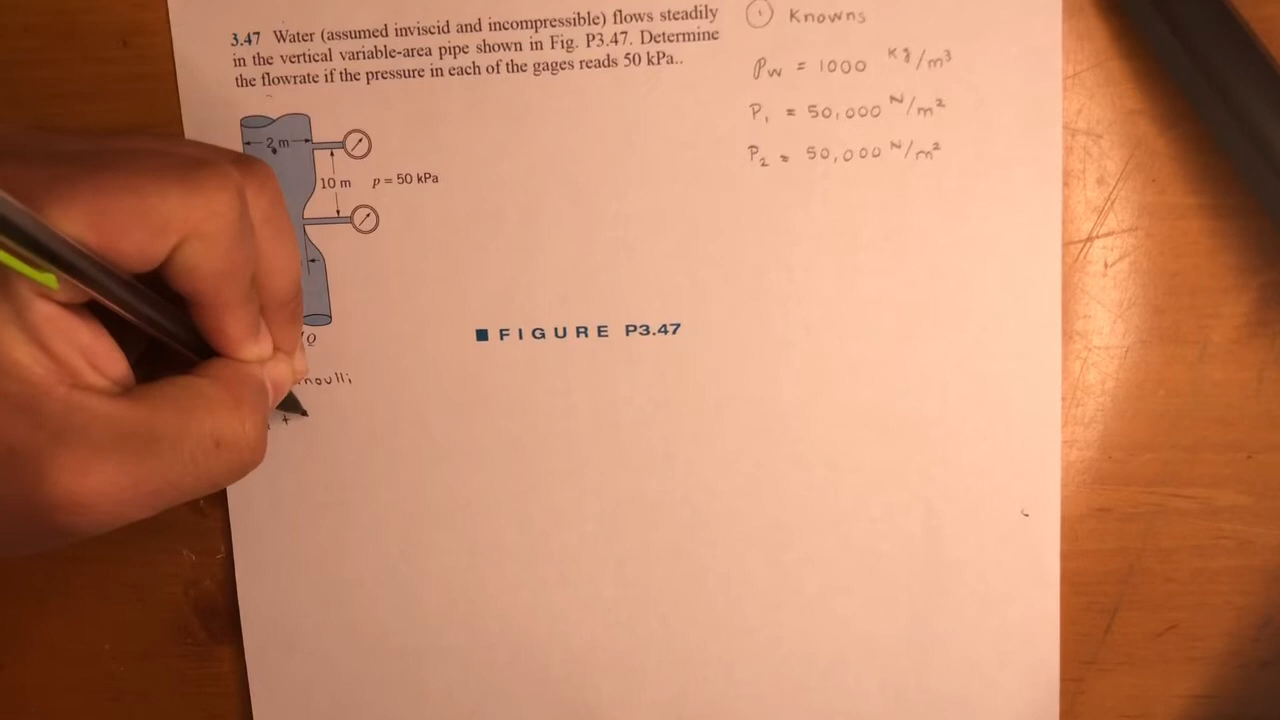 3.47 Water (assumed inviscid and incompressible) flows steadily
in the vertical variable-area pipe shown in Fig. P3.47. Determine
the flowrate if the pressure in each of the gages reads 50 kPa..
① Knowns
ρw = 1000 kg/m³
P₁ = 50,000 N/m²
P₂ = 50,000 N/m²
2 m
10 m p = 50 kPa
Q
■ FIGURE P3.47
+